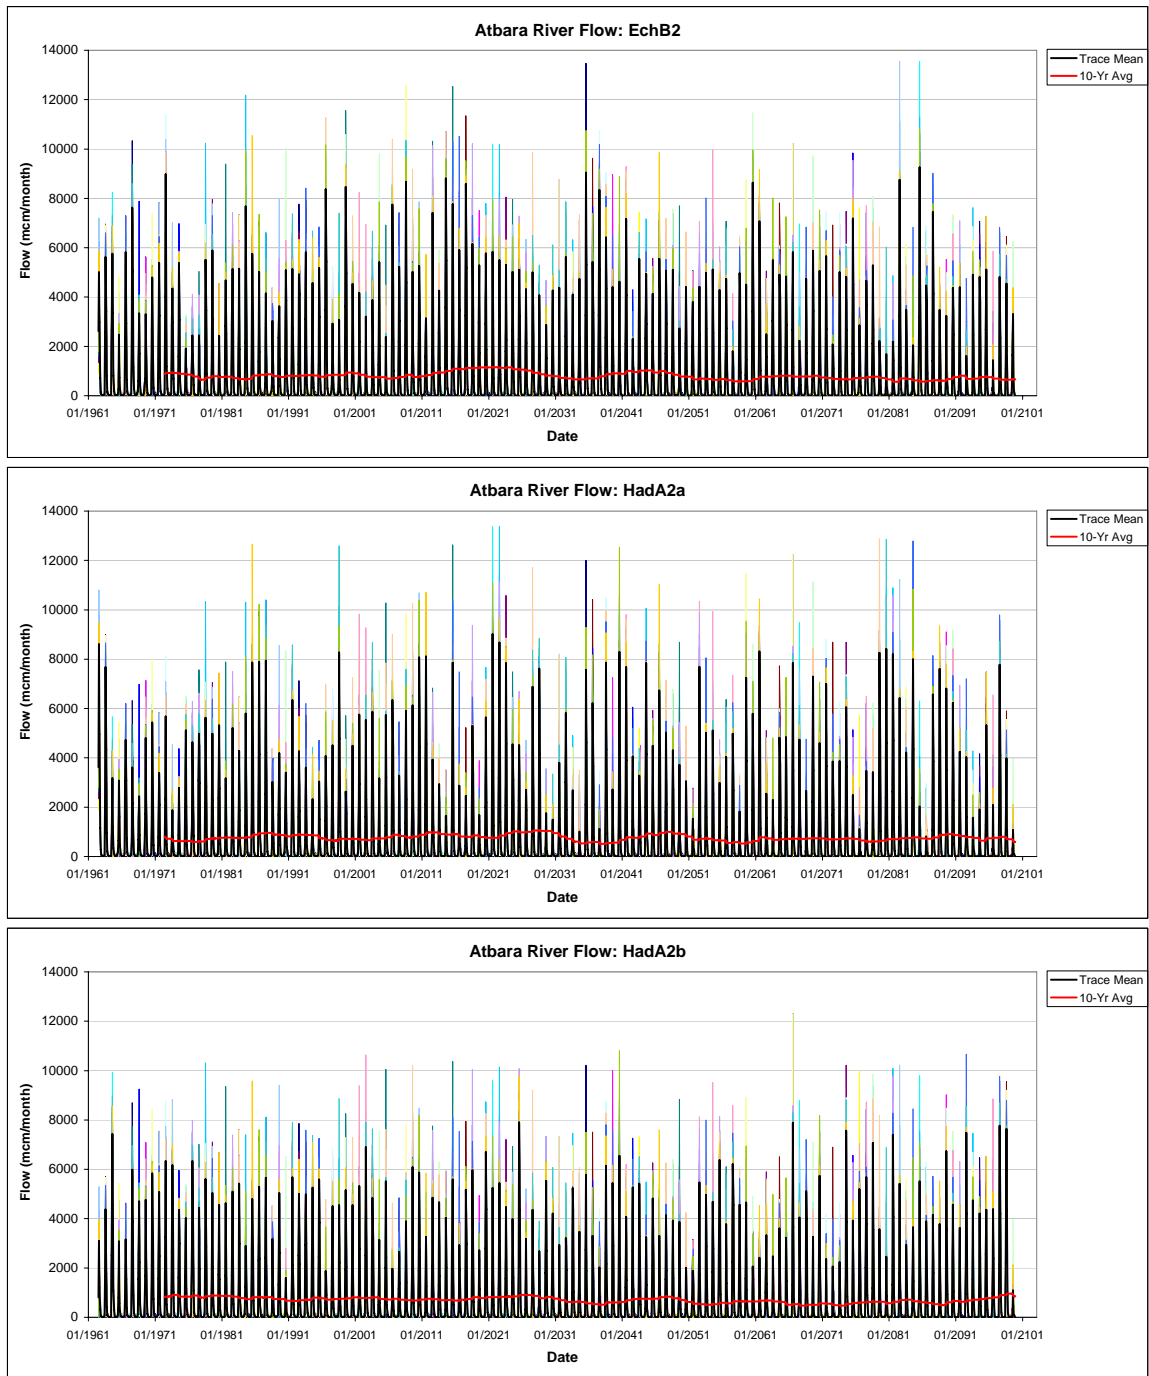 Atbara River Flow: EchB2
Flow (mcm/month)
14000
12000
10000
8000
6000
4000
2000
0
01/1961 01/1971 01/1981 01/1991 01/2001 01/2011 01/2021 01/2031 01/2041 01/2051 01/2061 01/2071 01/2081 01/2091 01/2101
Date
Trace Mean
10-Yr Avg
Atbara River Flow: HadA2a
Flow (mcm/month)
14000
12000
10000
8000
6000
4000
2000
0
01/1961 01/1971 01/1981 01/1991 01/2001 01/2011 01/2021 01/2031 01/2041 01/2051 01/2061 01/2071 01/2081 01/2091 01/2101
Date
Trace Mean
10-Yr Avg
Atbara River Flow: HadA2b
Flow (mcm/month)
14000
12000
10000
8000
6000
4000
2000
0
01/1961 01/1971 01/1981 01/1991 01/2001 01/2011 01/2021 01/2031 01/2041 01/2051 01/2061 01/2071 01/2081 01/2091 01/2101
Date
Trace Mean
10-Yr Avg